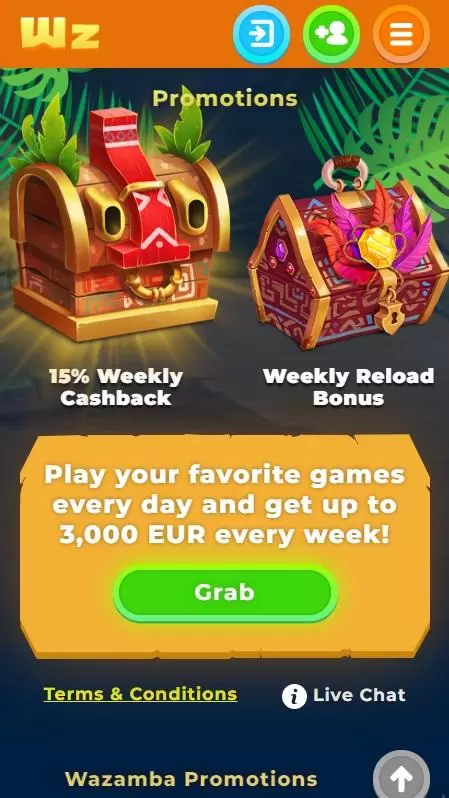 Wz
Promotions
15% Weekly
Cashback
Weekly Reload
Bonus
Play your favorite games
every day and get up to
3,000 EUR every week!
Grab
Terms & Conditions
i Live Chat
Wazamba Promotions